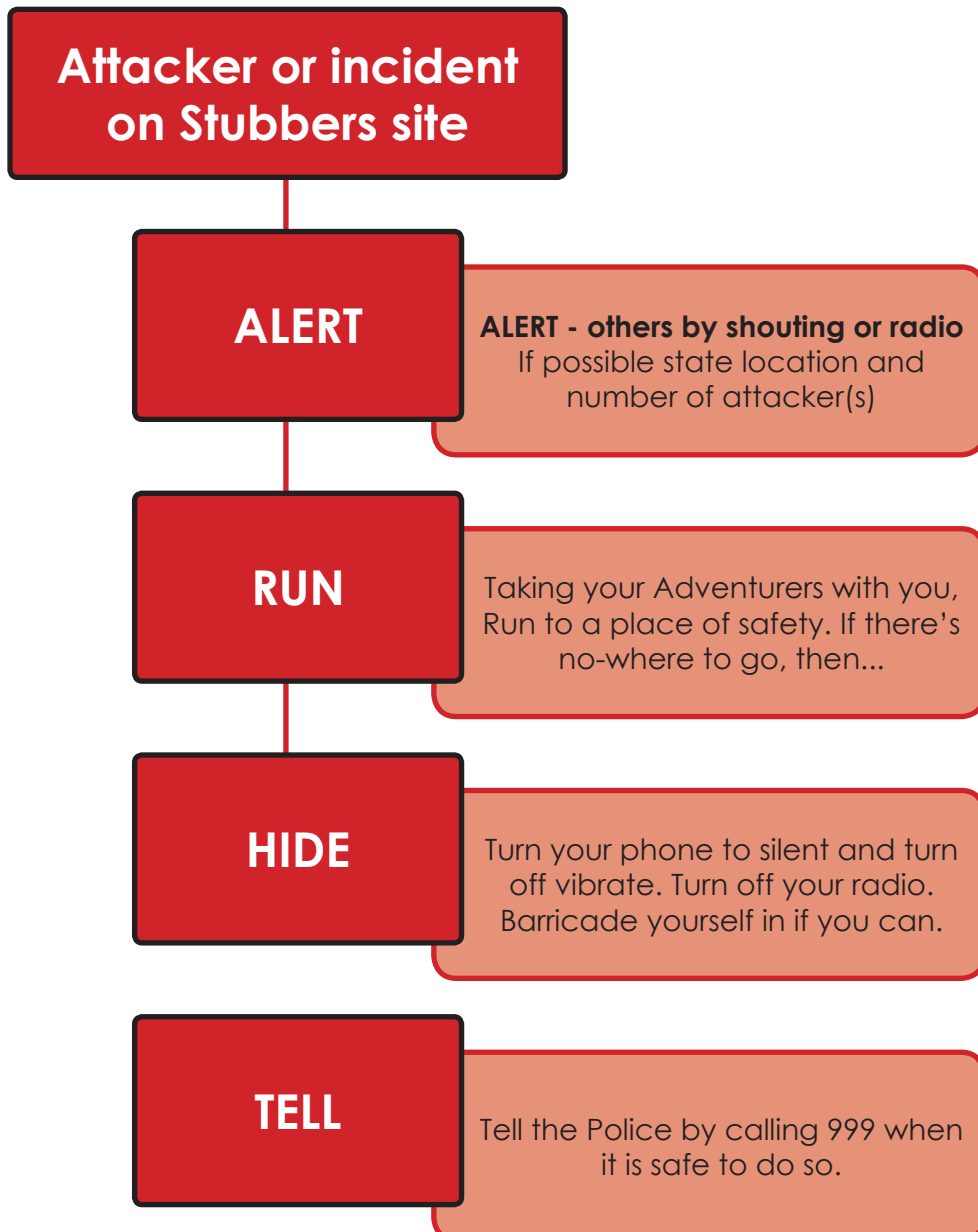 Attacker or incident
on Stubbers site
ALERT
ALERT - others by shouting or radio
If possible state location and
number of attacker(s)
RUN
Taking your Adventurers with you,
Run to a place of safety. If there’s
no-where to go, then...
HIDE
Turn your phone to silent and turn
off vibrate. Turn off your radio.
Barricade yourself in if you can.
TELL
Tell the Police by calling 999 when
it is safe to do so.